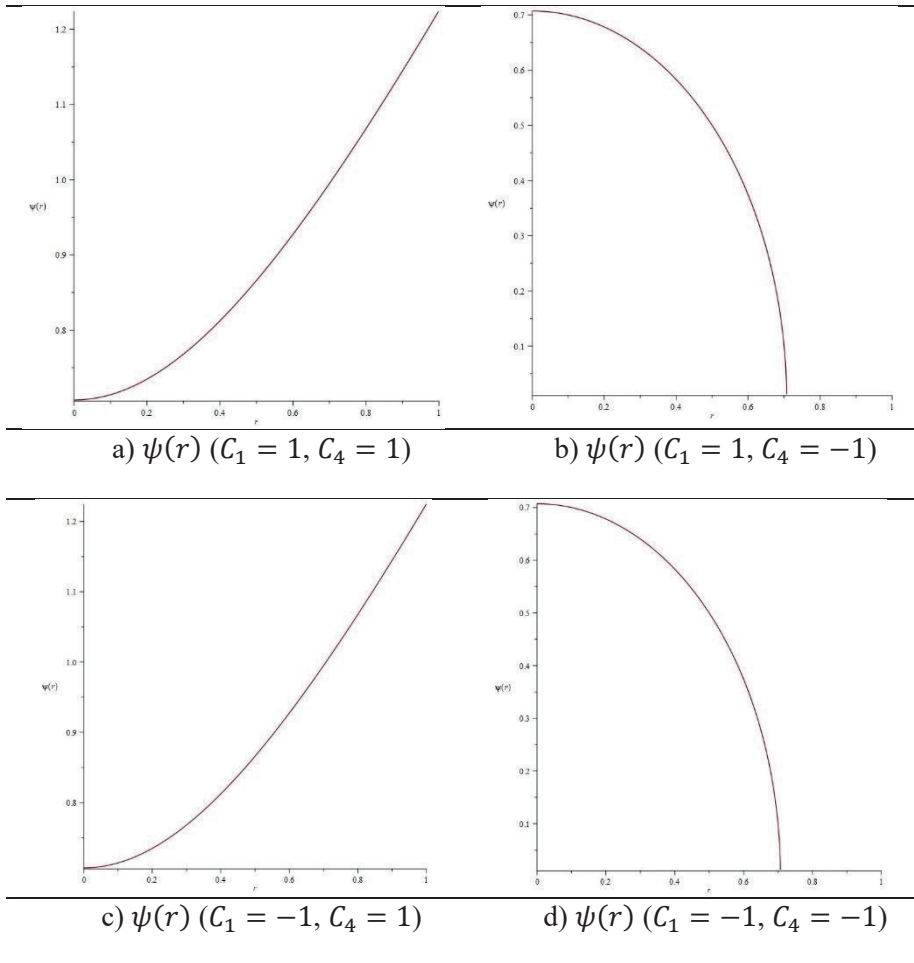 1.2
1.1
1.0
ψ(r)
0.9
0.8
0 0.2 0.4 0.6 0.8 1
r
0.7
0.6
0.5
0.4
ψ(r)
0.3
0.2
0.1
0 0.2 0.4 0.6 0.8 1
r
a) ψ(r) (C₁ = 1, C₄ = 1)
b) ψ(r) (C₁ = 1, C₄ = −1)
1.2
1.1
1.0
ψ(r)
0.9
0.8
0 0.2 0.4 0.6 0.8 1
r
0.7
0.6
0.5
0.4
ψ(r)
0.3
0.2
0.1
0 0.2 0.4 0.6 0.8 1
r
c) ψ(r) (C₁ = −1, C₄ = 1)
d) ψ(r) (C₁ = −1, C₄ = −1)